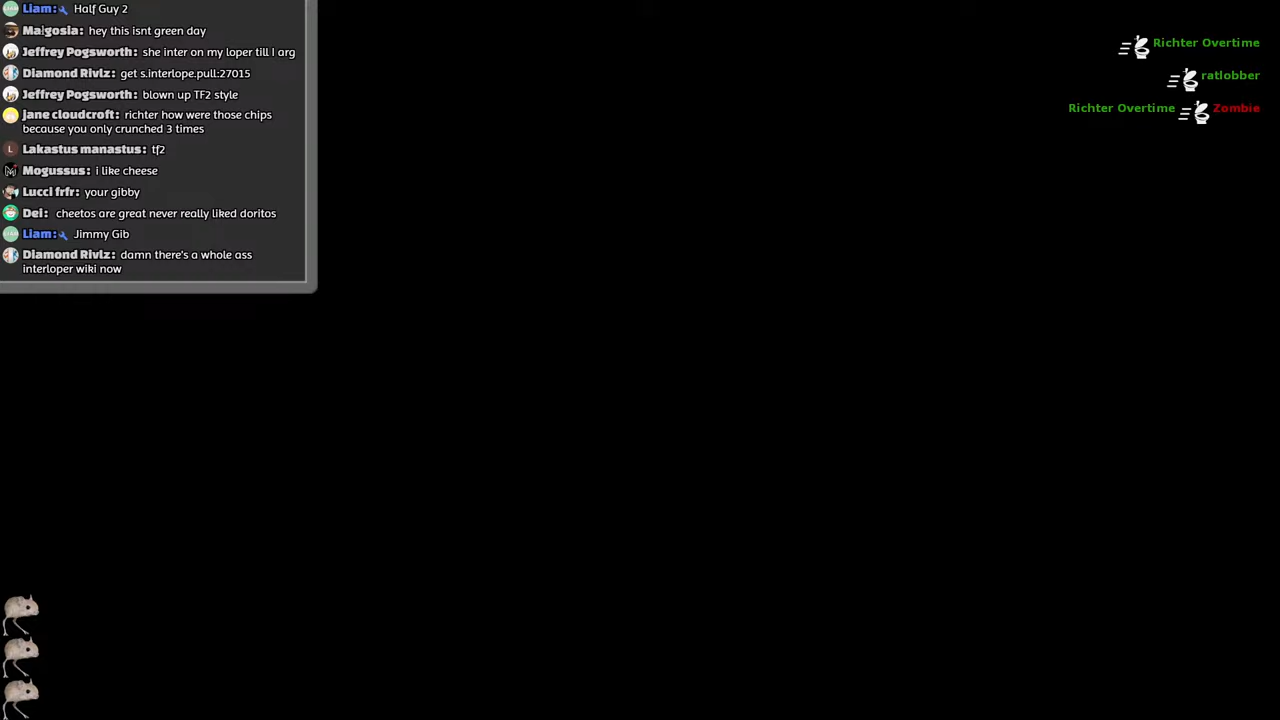 Liam: Half Guy 2
Malgosia: hey this isnt green day
Jeffrey Pogsworth: she inter on my loper till I arg
Diamond Rivlz: get s.interlope.pull:27015
Jeffrey Pogsworth: blown up TF2 style
jane cloudcroft: richter how were those chips
because you only crunched 3 times
Lakastus manastus: tf2
Mogussus: i like cheese
Lucci frfr: your gibby
Dei: cheetos are great never really liked doritos
Liam: Jimmy Gib
Diamond Rivlz: damn there's a whole ass
interloper wiki now
Richter Overtime
ratlobber
Richter Overtime Zombie